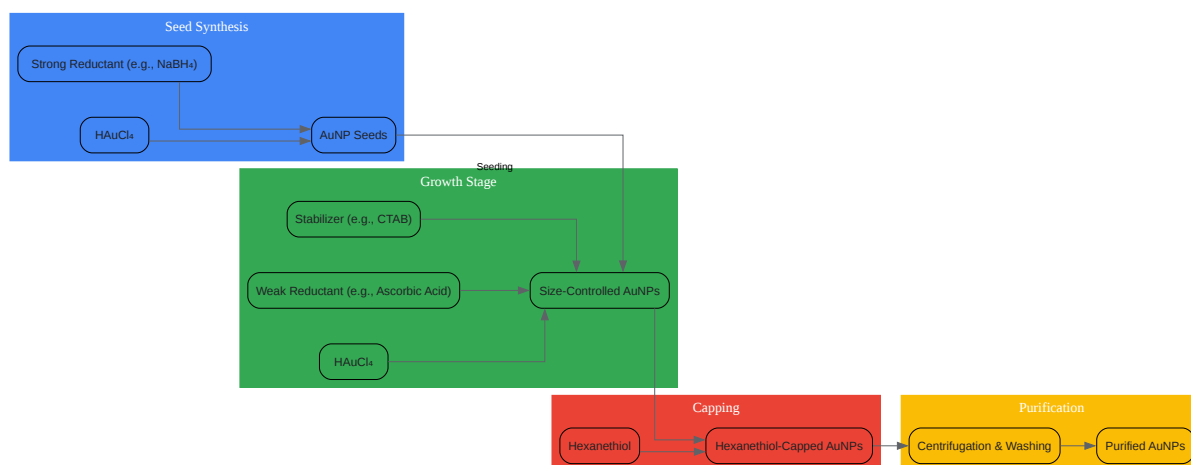 Seed Synthesis
Strong Reductant (e.g., NaBH₄)
HAuCl₄
AuNP Seeds
Seeding
Growth Stage
Stabilizer (e.g., CTAB)
Weak Reductant (e.g., Ascorbic Acid)
Size-Controlled AuNPs
HAuCl₄
Capping
Hexanethiol
Hexanethiol-Capped AuNPs
Purification
Centrifugation & Washing
Purified AuNPs